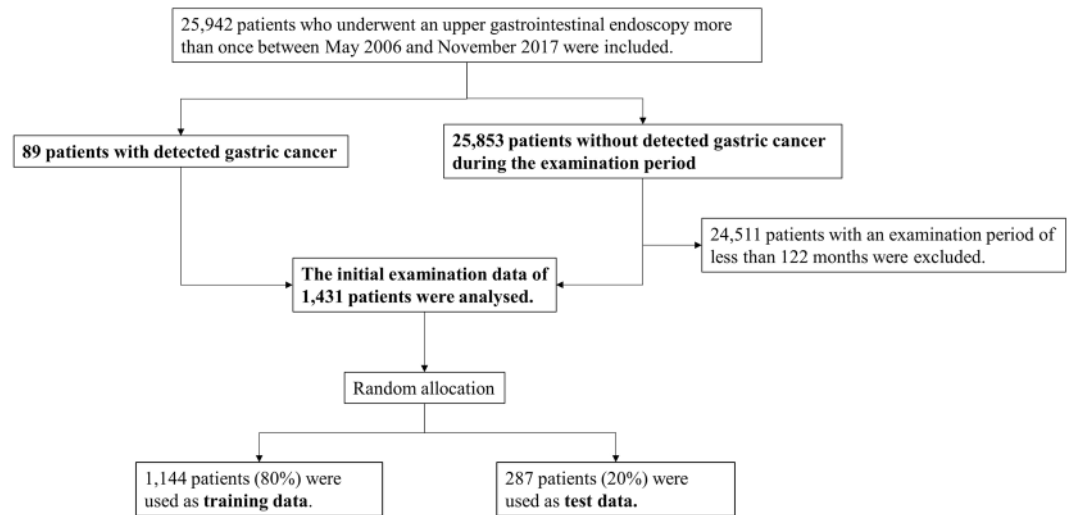 25,942 patients who underwent an upper gastrointestinal endoscopy more
than once between May 2006 and November 2017 were included.
89 patients with detected gastric cancer
25,853 patients without detected gastric cancer
during the examination period
24,511 patients with an examination period of
less than 122 months were excluded.
The initial examination data of
1,431 patients were analysed.
Random allocation
1,144 patients (80%) were
used as training data.
287 patients (20%) were
used as test data.